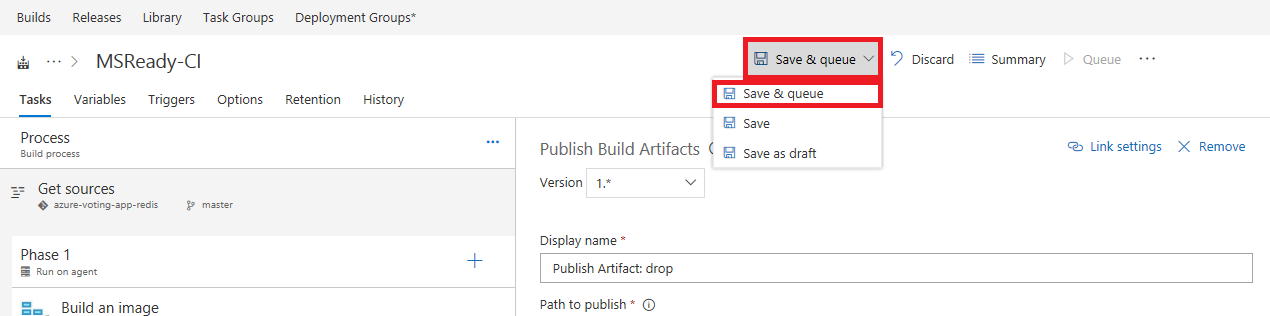 Builds Releases Library Task Groups Deployment Groups*
··· > MSReady-CI Save & queue Discard Summary Queue ···
Tasks Variables Triggers Options Retention History
Save & queue
Save
Save as draft
Process ···
Build process
Get sources
azure-voting-app-redis master
Phase 1 +
Run on agent
Build an image
Publish Build Artifacts Link settings Remove
Version 1.*
Display name *
Publish Artifact: drop
Path to publish *